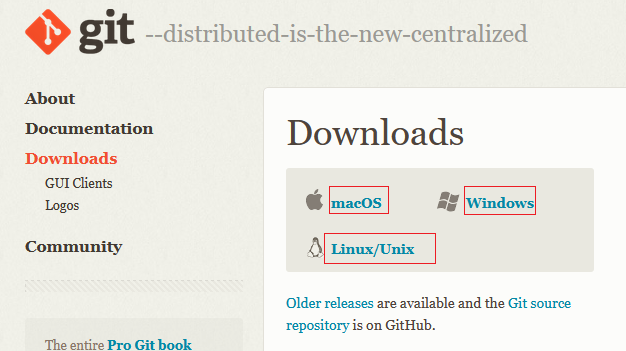 git --distributed-is-the-new-centralized
About
Documentation
Downloads
GUI Clients
Logos
Community
The entire Pro Git book
Downloads
macOS Windows
Linux/Unix
Older releases are available and the Git source
repository is on GitHub.